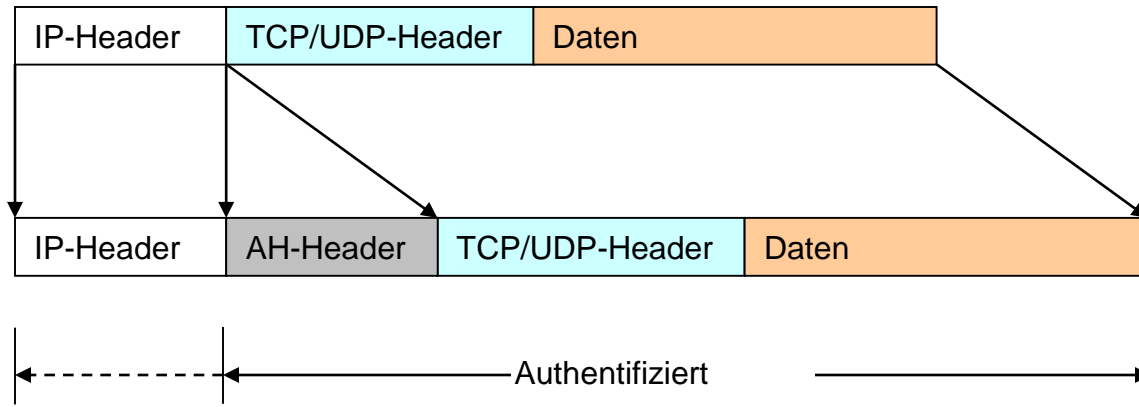 IP-Header TCP/UDP-Header Daten
IP-Header AH-Header TCP/UDP-Header Daten
Authentifiziert